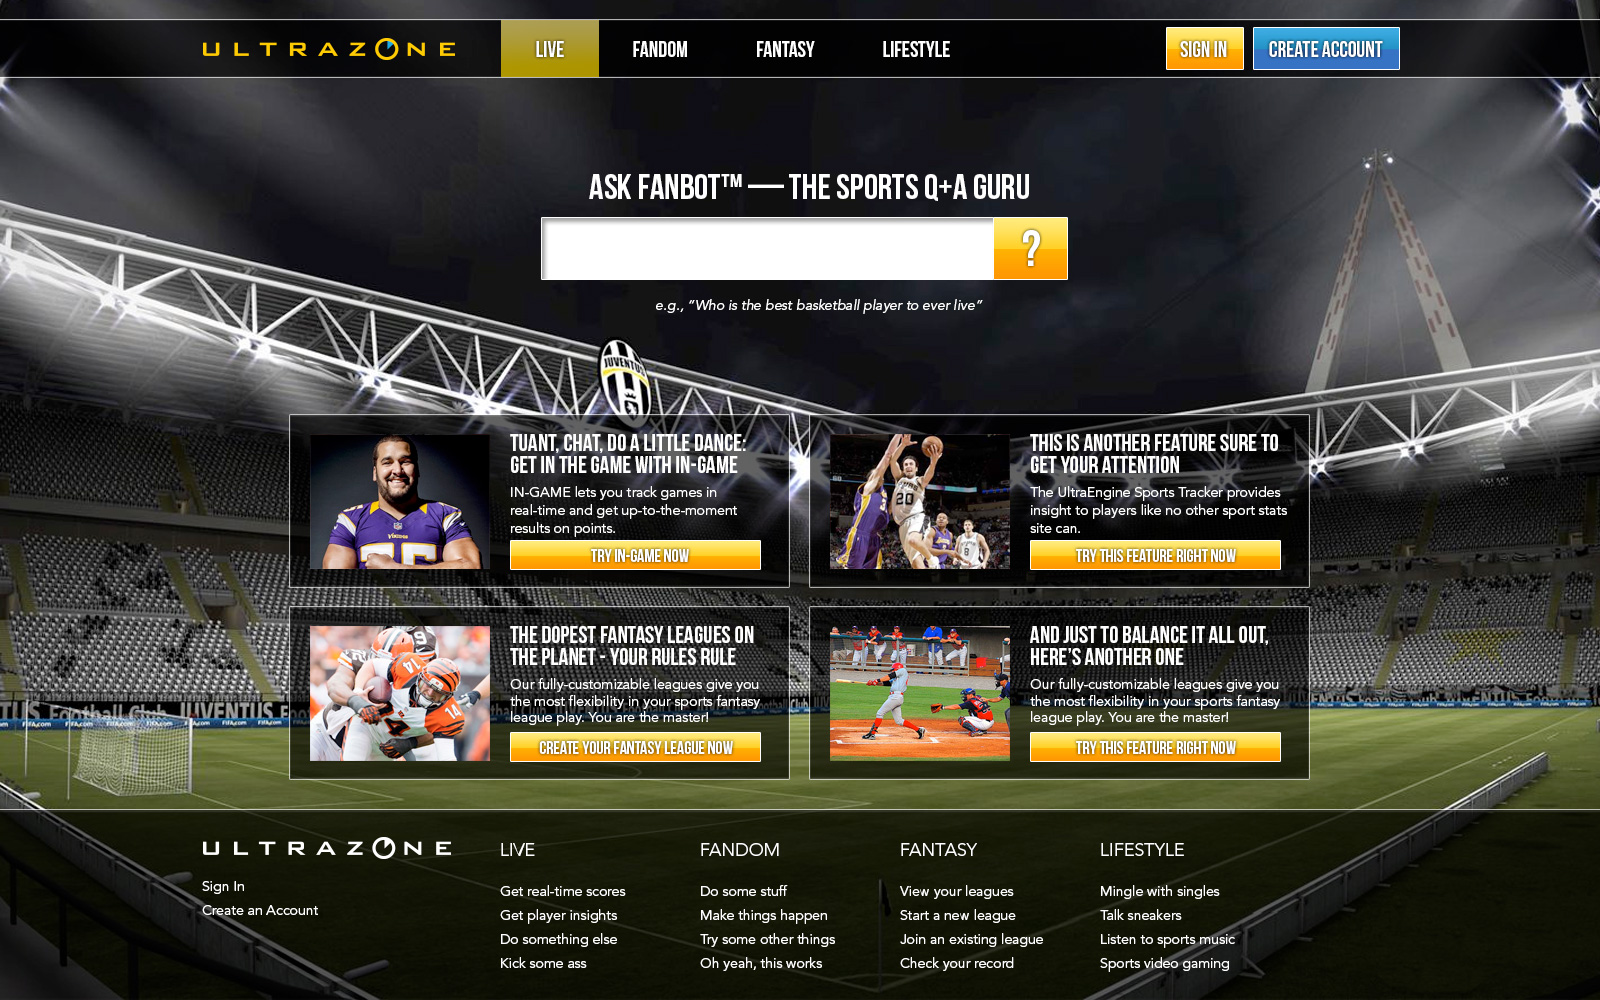 ULTRAZONE
LIVE
FANDOM
FANTASY
LIFESTYLE
SIGN IN
CREATE ACCOUNT
ASK FANBOT™ — THE SPORTS Q+A GURU
?
e.g., "Who is the best basketball player to ever live"
JUVENTUS
TUANT, CHAT, DO A LITTLE DANCE:
GET IN THE GAME WITH IN-GAME
IN-GAME lets you track games in
real-time and get up-to-the-moment
results on points.
TRY IN-GAME NOW
VIKINGS
THIS IS ANOTHER FEATURE SURE TO
GET YOUR ATTENTION
The UltraEngine Sports Tracker provides
insight to players like no other sport stats
site can.
TRY THIS FEATURE RIGHT NOW
20
8
THE DOPEST FANTASY LEAGUES ON
THE PLANET - YOUR RULES RULE
Our fully-customizable leagues give you
the most flexibility in your sports fantasy
league play. You are the master!
CREATE YOUR FANTASY LEAGUE NOW
9
14
14
AND JUST TO BALANCE IT ALL OUT,
HERE'S ANOTHER ONE
Our fully-customizable leagues give you
the most flexibility in your sports fantasy
league play. You are the master!
TRY THIS FEATURE RIGHT NOW
TUS Football Club JUVENTUS F
FIFA.com FIFA.com
ULTRAZONE
Sign In
Create an Account
LIVE
Get real-time scores
Get player insights
Do something else
Kick some ass
FANDOM
Do some stuff
Make things happen
Try some other things
Oh yeah, this works
FANTASY
View your leagues
Start a new league
Join an existing league
Check your record
LIFESTYLE
Mingle with singles
Talk sneakers
Listen to sports music
Sports video gaming